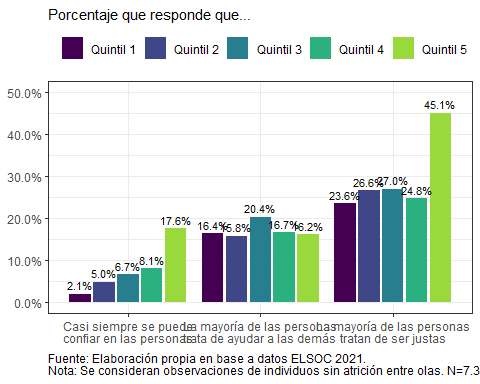 Porcentaje que responde que...
Quintil 1 Quintil 2 Quintil 3 Quintil 4 Quintil 5
50.0%
40.0%
30.0%
20.0%
10.0%
0.0%
2.1% 5.0% 6.7% 8.1% 17.6%
16.4% 15.8% 20.4% 16.7% 16.2%
23.6% 26.6% 27.0% 24.8% 45.1%
Casi siempre se puede
confiar en las personas
La mayoría de las personas
trata de ayudar a las demás
La mayoría de las personas
tratan de ser justas
Fuente: Elaboración propia en base a datos ELSOC 2021.
Nota: Se consideran observaciones de individuos sin atrición entre olas. N=7.3